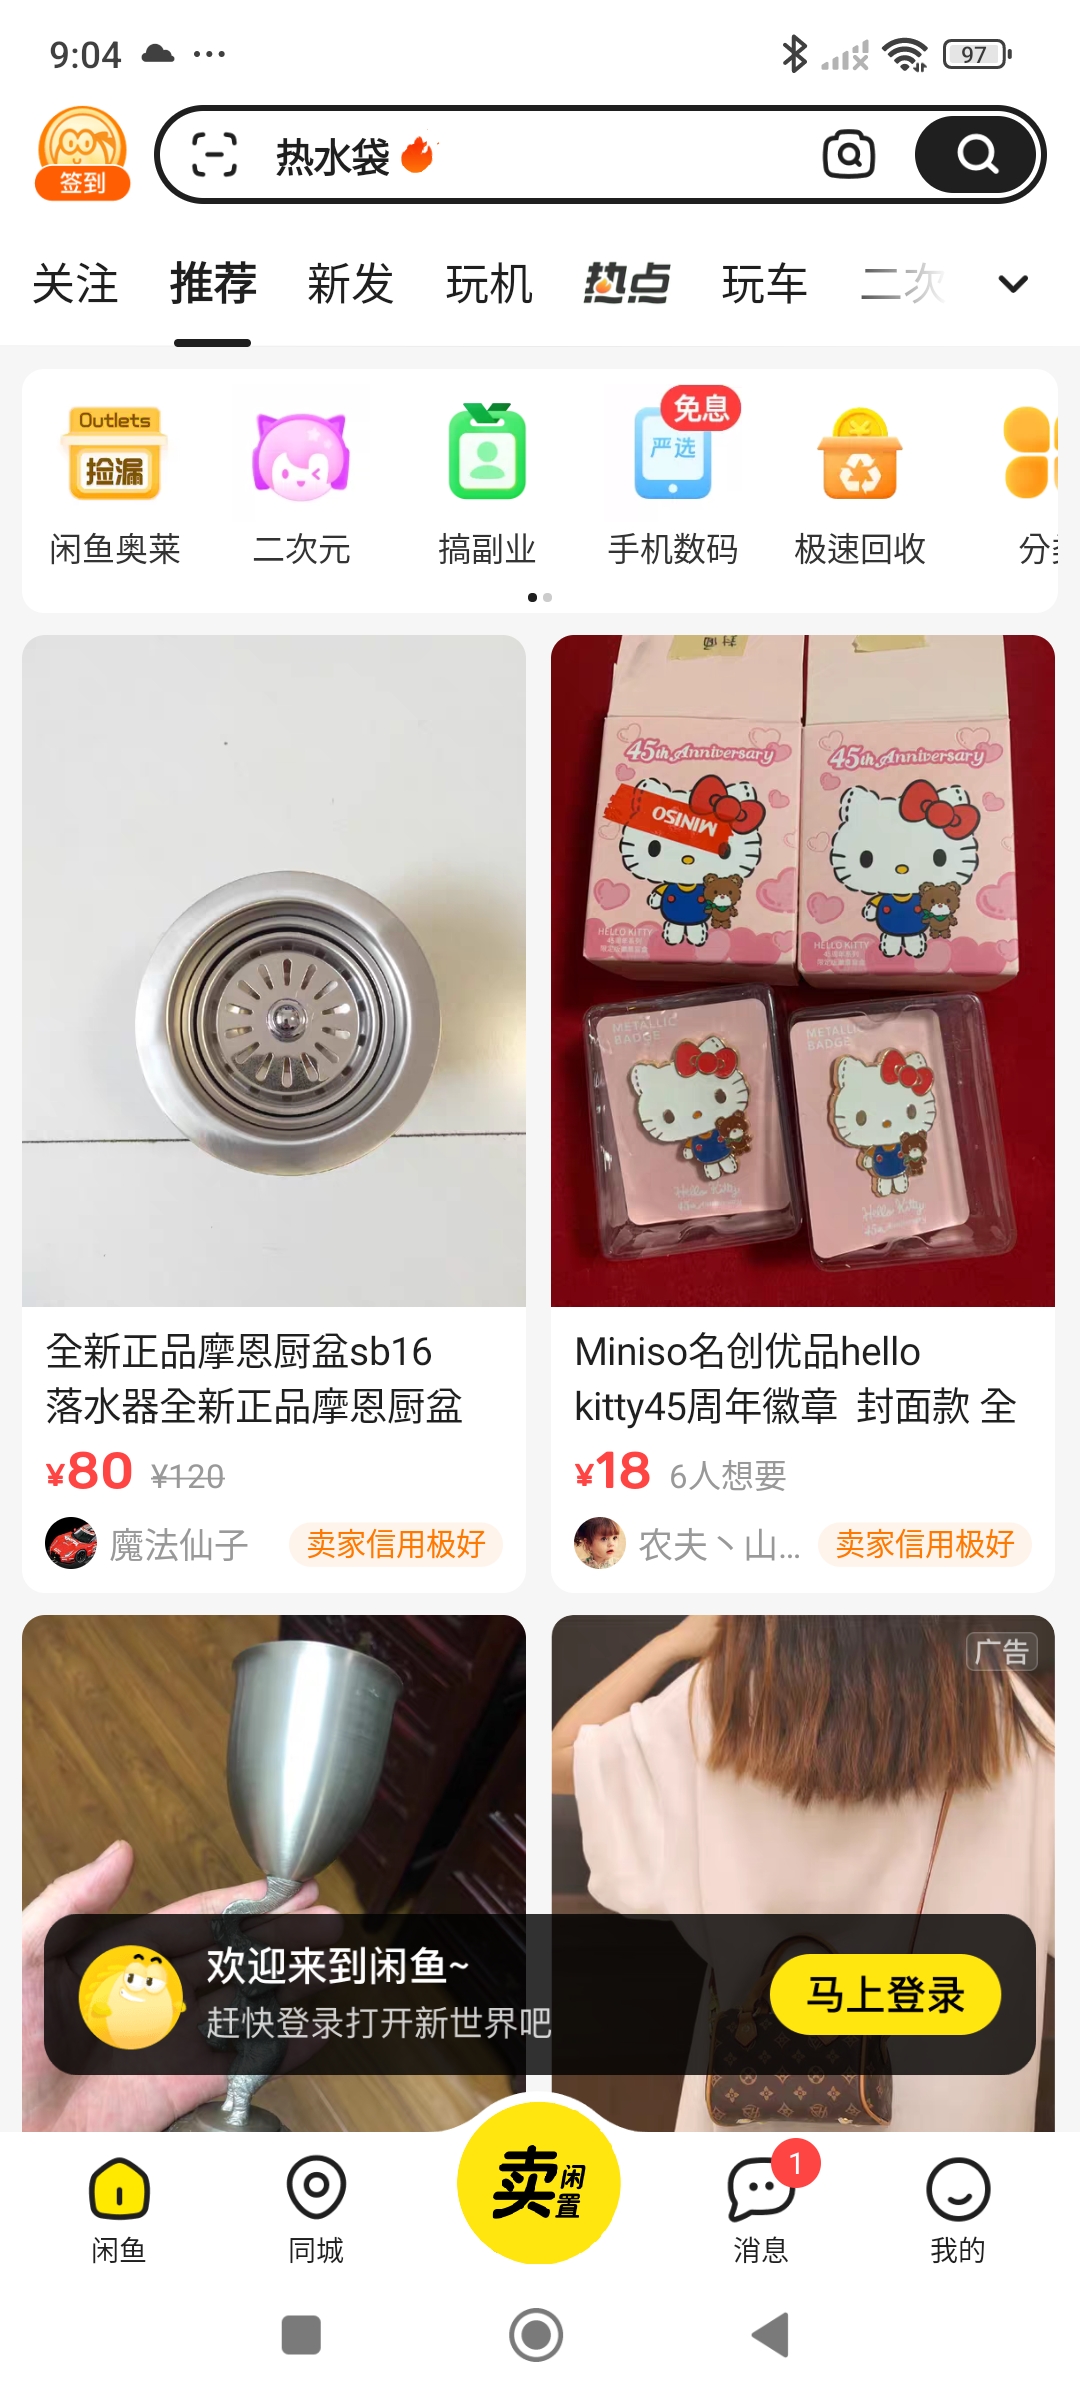 9:04
97
签到
热水袋
关注 推荐 新发 玩机 热点 玩车 二次
Outlets
捡漏
严选
免息
闲鱼奥莱 二次元 搞副业 手机数码 极速回收
45th Anniversary
MINISO
HELLO KITTY
45th Anniversary
HELLO KITTY
METALLIC
BADGE
Hello Kitty
METALLIC
BADGE
Hello Kitty
全新正品摩恩厨盆sb16
落水器全新正品摩恩厨盆
¥80 ¥120
魔法仙子 卖家信用极好
Miniso名创优品hello
kitty45周年徽章 封面款 全
¥18 6人想要
农夫丶山... 卖家信用极好
广告
欢迎来到闲鱼~
赶快登录打开新世界吧
马上登录
卖闲置
1
闲鱼 同城 消息 我的